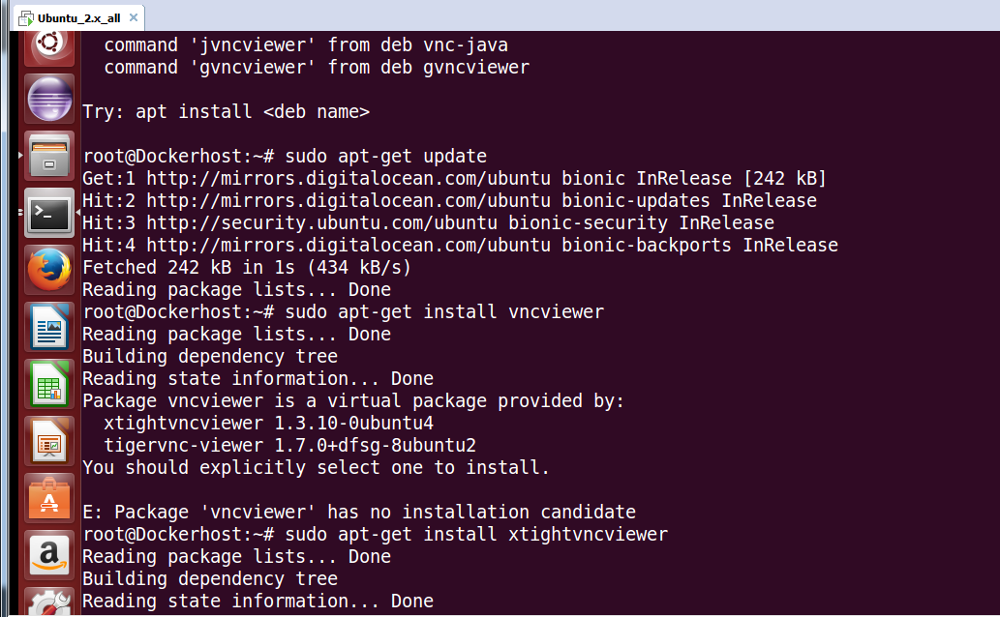 Ubuntu_2.x_all
command 'jvncviewer' from deb vnc-java
command 'gvncviewer' from deb gvncviewer
Try: apt install <deb name>
root@Dockerhost:~# sudo apt-get update
Get:1 http://mirrors.digitalocean.com/ubuntu bionic InRelease [242 kB]
Hit:2 http://mirrors.digitalocean.com/ubuntu bionic-updates InRelease
Hit:3 http://security.ubuntu.com/ubuntu bionic-security InRelease
Hit:4 http://mirrors.digitalocean.com/ubuntu bionic-backports InRelease
Fetched 242 kB in 1s (434 kB/s)
Reading package lists... Done
root@Dockerhost:~# sudo apt-get install vncviewer
Reading package lists... Done
Building dependency tree
Reading state information... Done
Package vncviewer is a virtual package provided by:
xtightvncviewer 1.3.10-0ubuntu4
tigervnc-viewer 1.7.0+dfsg-8ubuntu2
You should explicitly select one to install.
E: Package 'vncviewer' has no installation candidate
root@Dockerhost:~# sudo apt-get install xtightvncviewer
Reading package lists... Done
Building dependency tree
Reading state information... Done